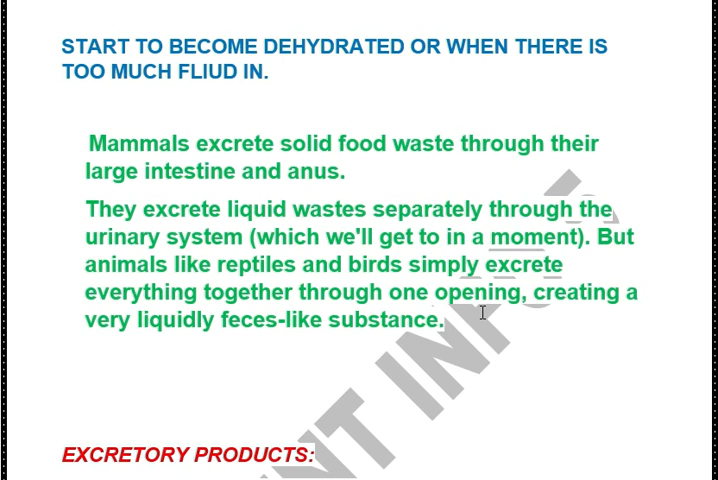 START TO BECOME DEHYDRATED OR WHEN THERE IS
TOO MUCH FLIUD IN.
Mammals excrete solid food waste through their
large intestine and anus.
They excrete liquid wastes separately through the
urinary system (which we'll get to in a moment). But
animals like reptiles and birds simply excrete
everything together through one opening, creating a
very liquidly feces-like substance.
EXCRETORY PRODUCTS: